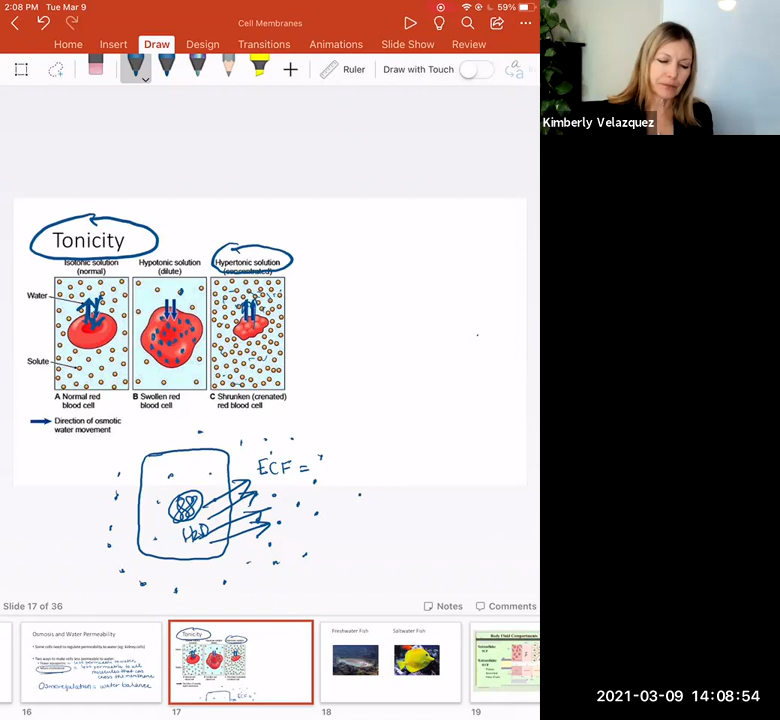 2:08 PM Tue Mar 9
59%
Cell Membranes
Home Insert Draw Design Transitions Animations Slide Show Review
Ruler
Draw with Touch
Kimberly Velazquez
Tonicity
Isotonic solution
(normal)
Hypotonic solution
(dilute)
Hypertonic solution
(concentrated)
Water
Solute
A Normal red
blood cell
B Swollen red
blood cell
C Shrunken (crenated)
red blood cell
Direction of osmotic
water movement
ECF =
H2O
Slide 17 of 36
Notes
Comments
Osmosis and Water Permeability
Osmoregulation = water balance
Tonicity
ECF =
Freshwater Fish
Saltwater Fish
Body Fluid Compartments
16
17
18
19
2021-03-09 14:08:54